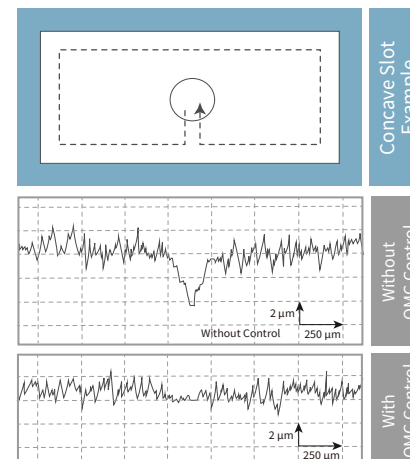 Concave Slot
Example
2 µm
Without Control
250 µm
Without
OMC Control
2 µm
250 µm
With
OMC Control